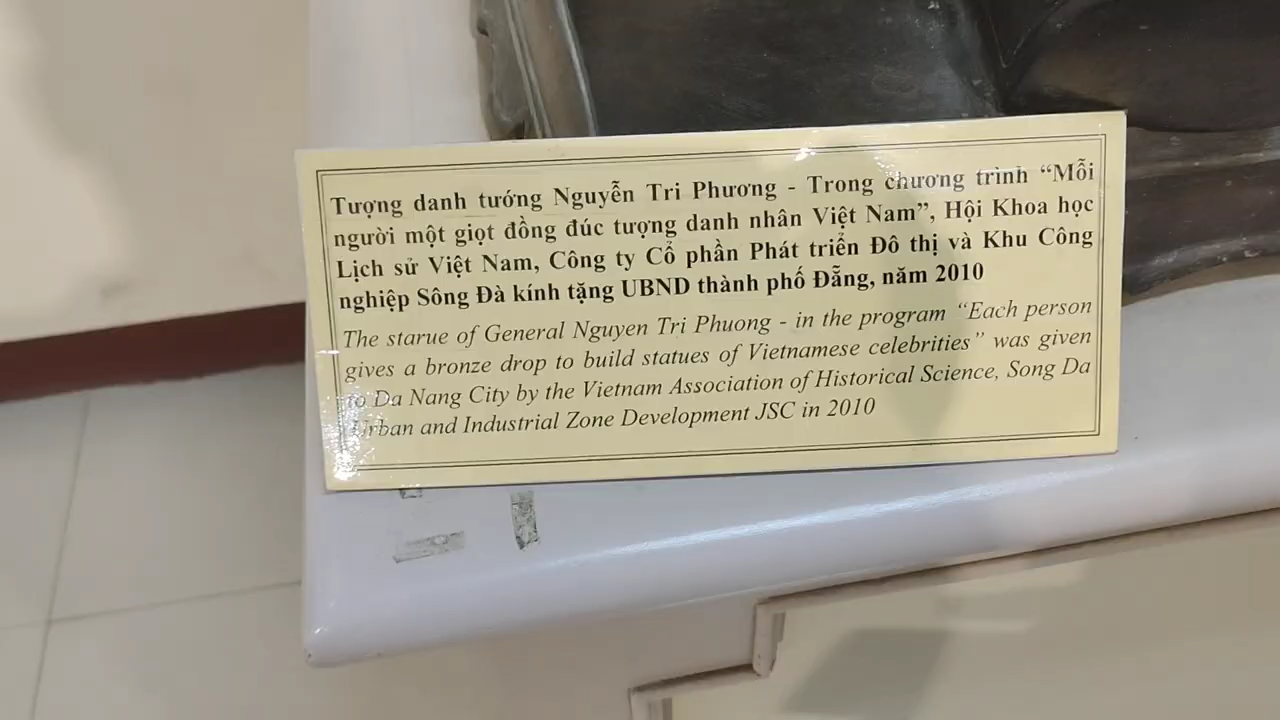 Tượng danh tướng Nguyễn Tri Phương - Trong chương trình “Mỗi
người một giọt đồng đúc tượng danh nhân Việt Nam”, Hội Khoa học
Lịch sử Việt Nam, Công ty Cổ phần Phát triển Đô thị và Khu Công
nghiệp Sông Đà kính tặng UBND thành phố Đẵng, năm 2010
The starue of General Nguyen Tri Phuong - in the program “Each person
gives a bronze drop to build statues of Vietnamese celebrities” was given
to Da Nang City by the Vietnam Association of Historical Science, Song Da
Urban and Industrial Zone Development JSC in 2010